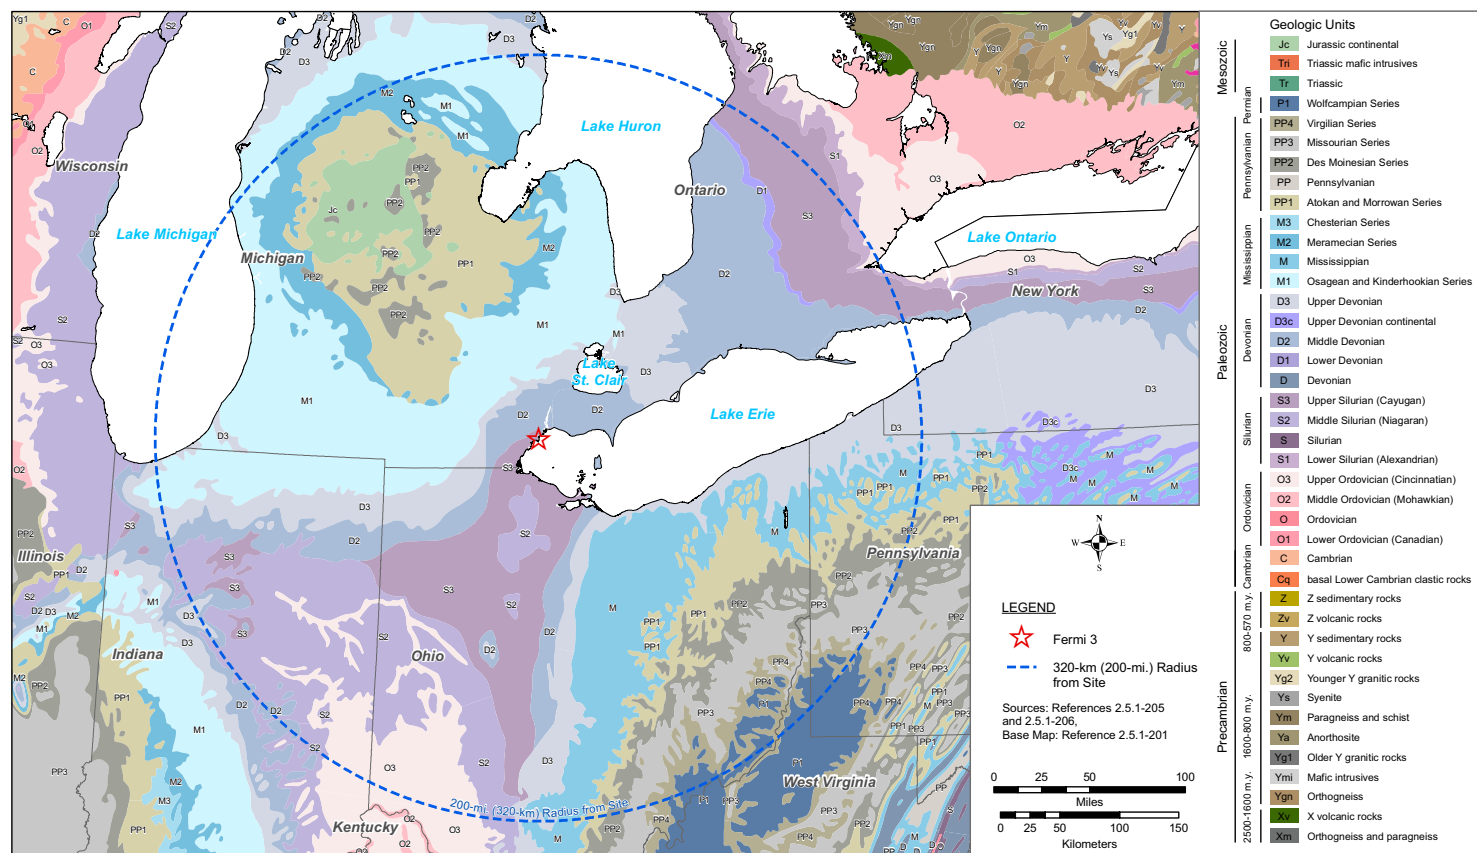 Geologic Units
Mesozoic
Jc Jurassic continental
Tri Triassic mafic intrusives
Tr Triassic
Permian
P1 Wolfcampian Series
Pennsylvanian
PP4 Virgilian Series
PP3 Missourian Series
PP2 Des Moinesian Series
PP Pennsylvanian
PP1 Atokan and Morrowan Series
Mississippian
M3 Chesterian Series
M2 Meramecian Series
M Mississippian
M1 Osagean and Kinderhookian Series
Paleozoic
Devonian
D3 Upper Devonian
D3c Upper Devonian continental
D2 Middle Devonian
D1 Lower Devonian
D Devonian
Silurian
S3 Upper Silurian (Cayugan)
S2 Middle Silurian (Niagaran)
S Silurian
S1 Lower Silurian (Alexandrian)
Ordovician
O3 Upper Ordovician (Cincinnatian)
O2 Middle Ordovician (Mohawkian)
O Ordovician
O1 Lower Ordovician (Canadian)
Cambrian
C Cambrian
Cq basal Lower Cambrian clastic rocks
Precambrian
800-570 m.y.
Z Z sedimentary rocks
Zv Z volcanic rocks
Y Y sedimentary rocks
Yv Y volcanic rocks
Yg2 Younger Y granitic rocks
1600-800 m.y.
Ys Syenite
Ym Paragneiss and schist
Ya Anorthosite
Yg1 Older Y granitic rocks
Ymi Mafic intrusives
2500-1600 m.y.
Ygn Orthogneiss
Xv X volcanic rocks
Xm Orthogneiss and paragneiss
Lake Huron
Wisconsin
Ontario
Lake Michigan
Lake Ontario
Michigan
New York
Lake
St. Clair
Lake Erie
Illinois
Pennsylvania
Indiana
Ohio
West Virginia
Kentucky
200-mi. (320-km) Radius from Site
N
W E
S
LEGEND
Fermi 3
320-km (200-mi.) Radius
from Site
Sources: References 2.5.1-205
and 2.5.1-206,
Base Map: Reference 2.5.1-201
0 25 50 100
Miles
0 25 50 100 150
Kilometers